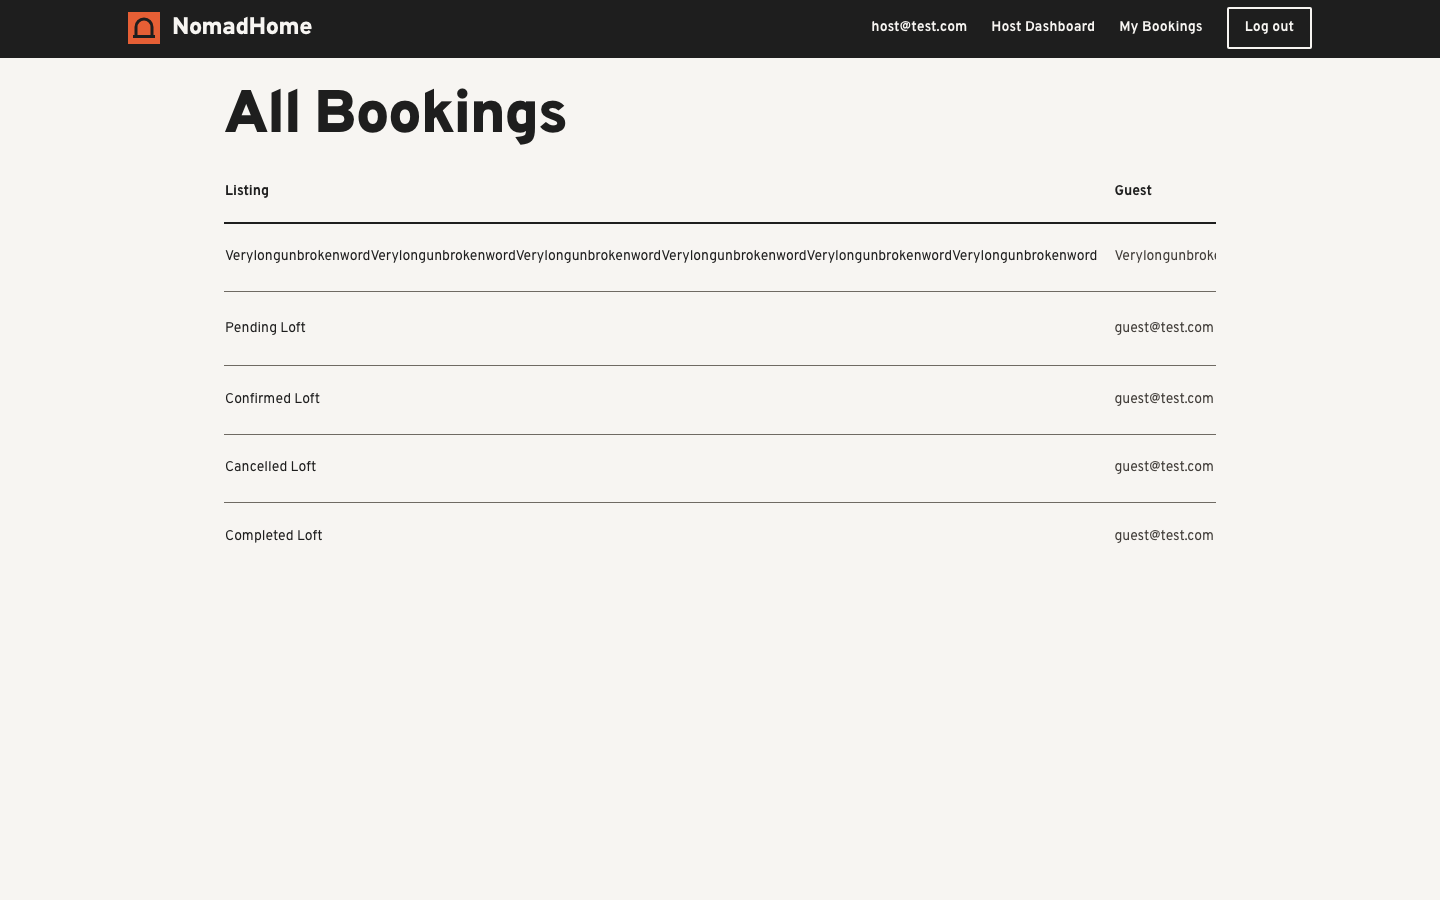 NomadHome
host@test.com Host Dashboard My Bookings Log out
All Bookings
Listing Guest
VerylongunbrokenwordVerylongunbrokenwordVerylongunbrokenwordVerylongunbrokenwordVerylongunbrokenwordVerylongunbrokenword Verylongunbroke
Pending Loft guest@test.com
Confirmed Loft guest@test.com
Cancelled Loft guest@test.com
Completed Loft guest@test.com